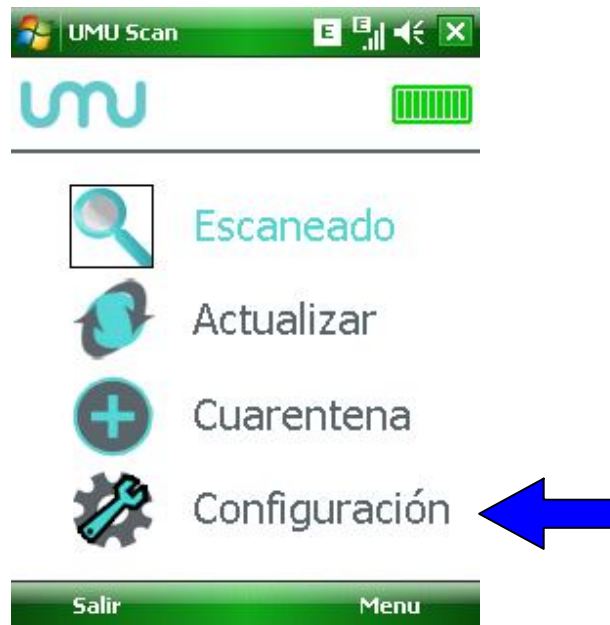 UMU Scan E E
umu
Escaneado
Actualizar
Cuarentena
Configuración
Salir Menu